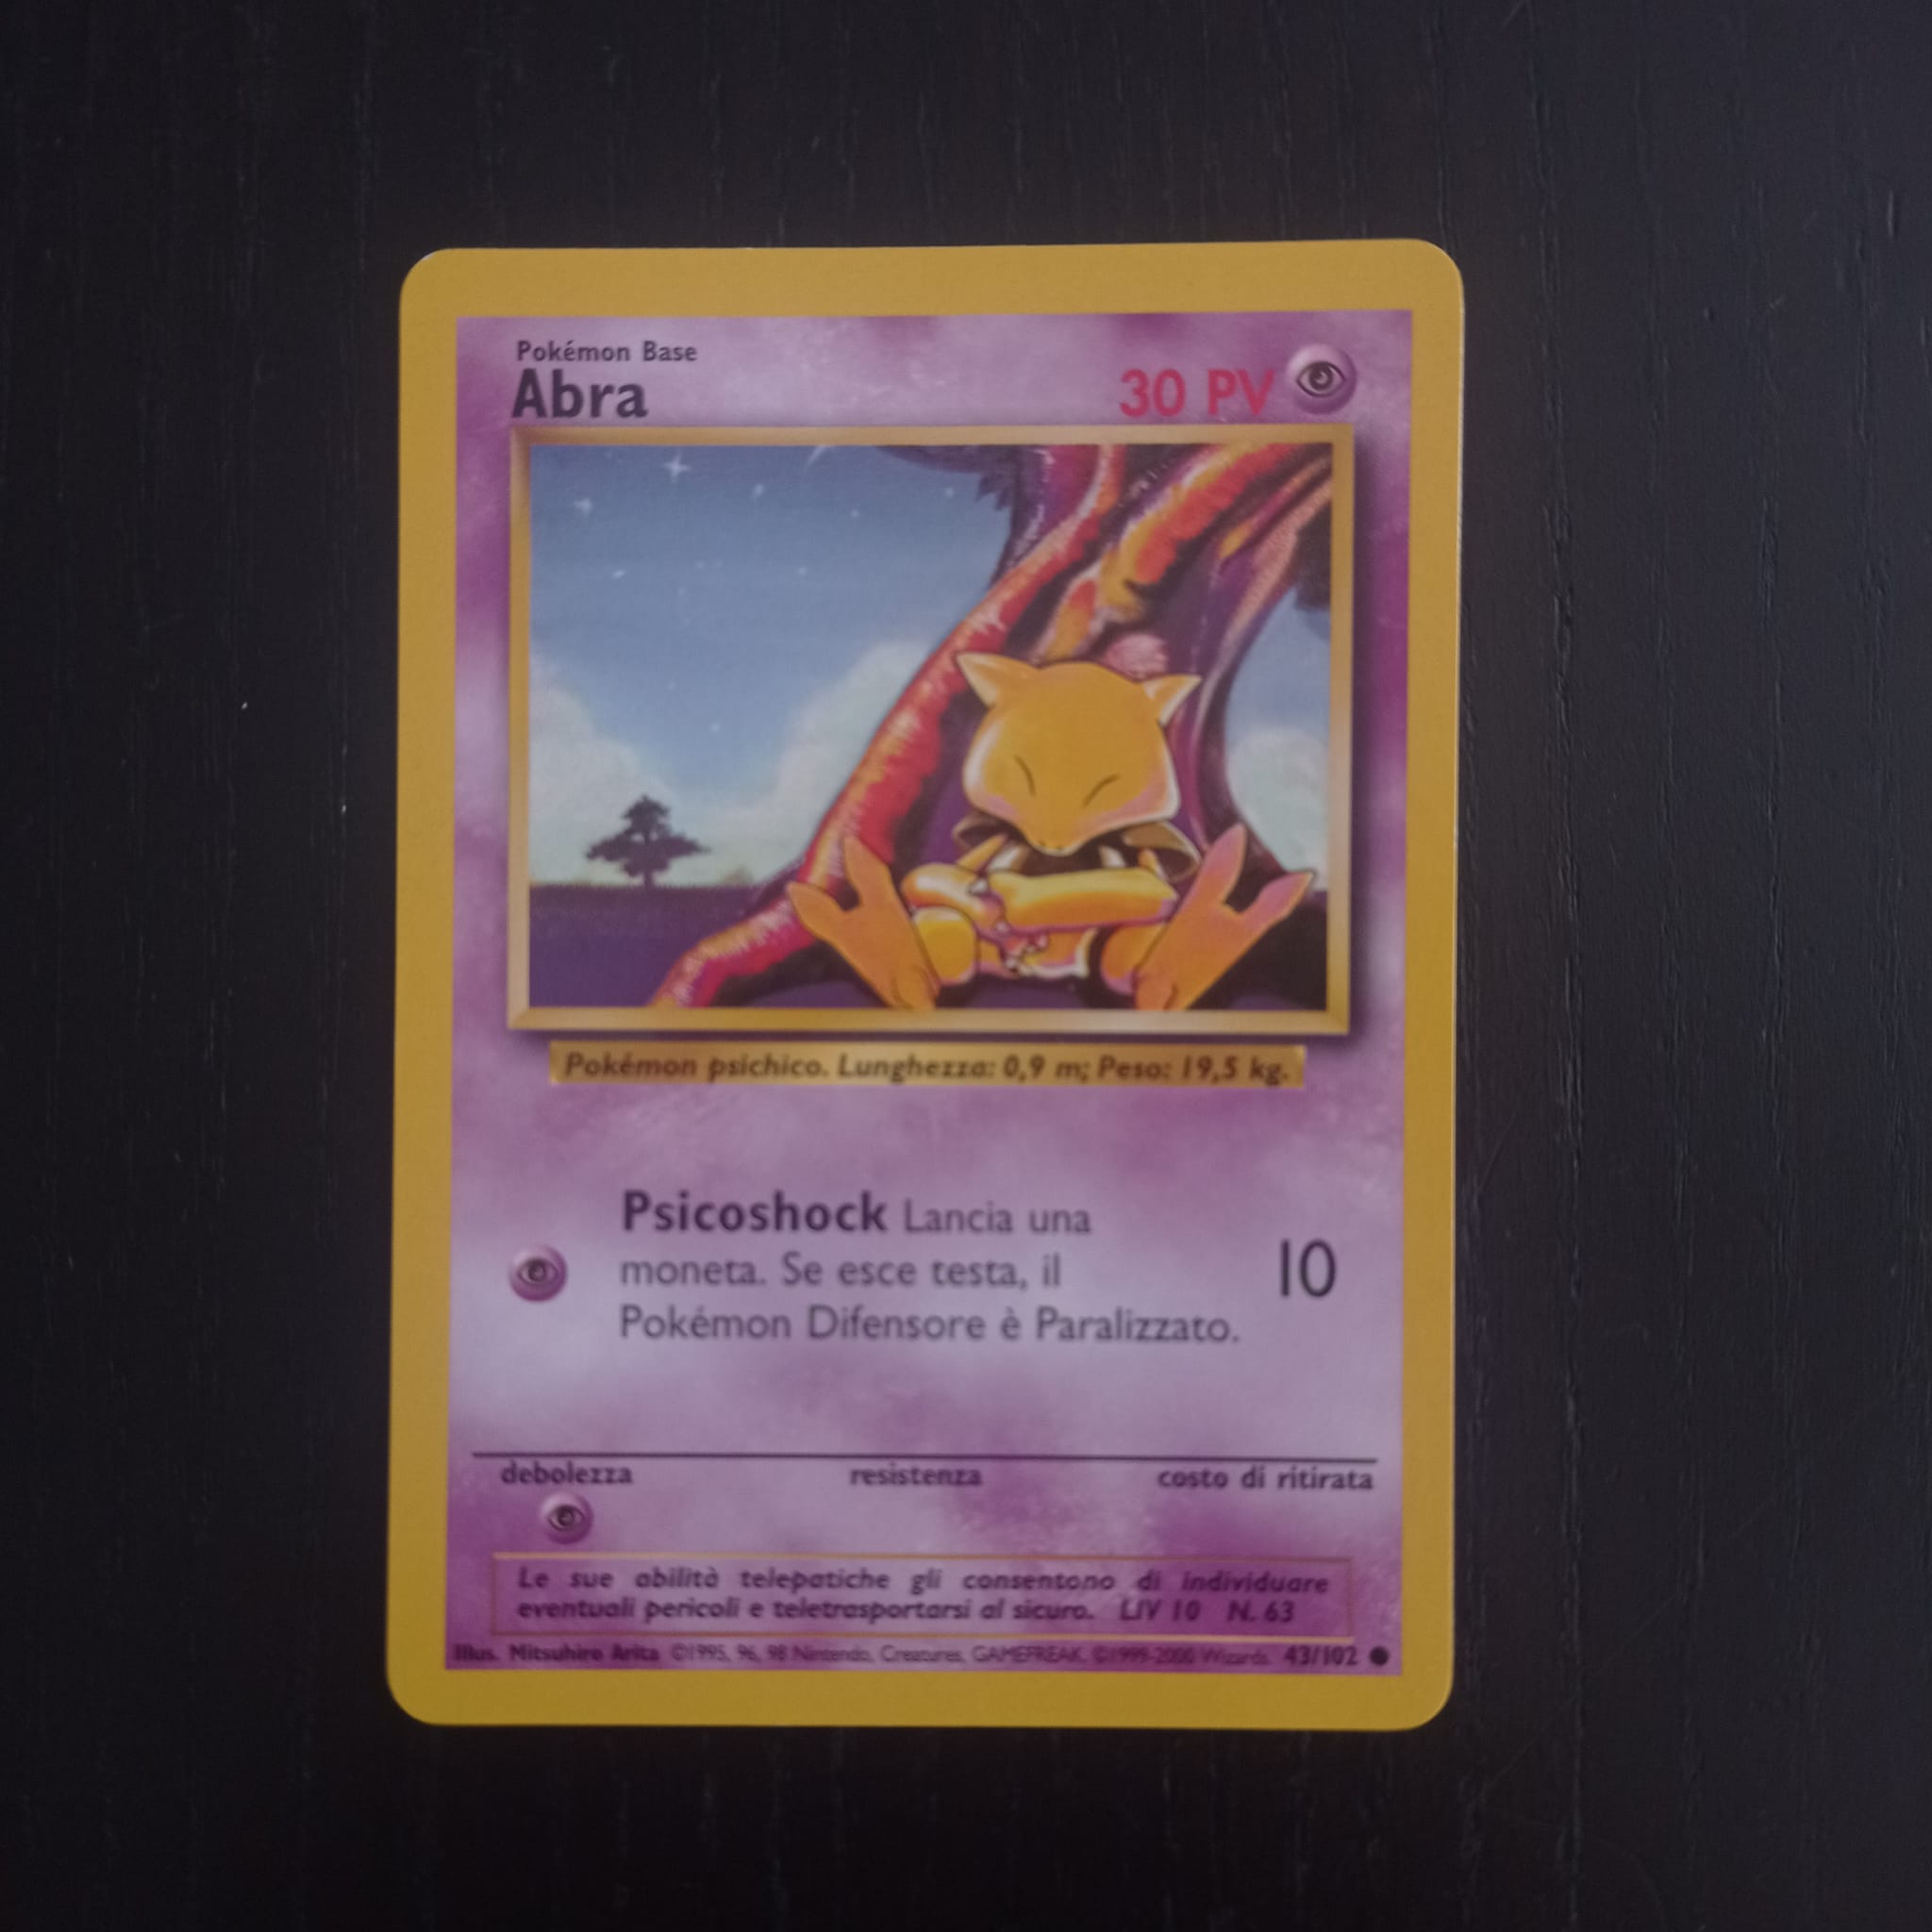 Pokémon Base
Abra
30 PV
Pokémon psichico. Lunghezza: 0,9 m; Peso: 19,5 kg.
Psicoshock Lancia una
moneta. Se esce testa, il
Pokémon Difensore è Paralizzato.
10
debolezza resistenza costo di ritirata
Le sue abilità telepatiche gli consentono di individuare
eventuali pericoli e teletrasportarsi al sicuro. LIV 10 N. 63
Illus. Mitsuhiro Arita ©1995, 96, 98 Nintendo, Creatures, GAMEFREAK. ©1999-2000 Wizards. 43/102